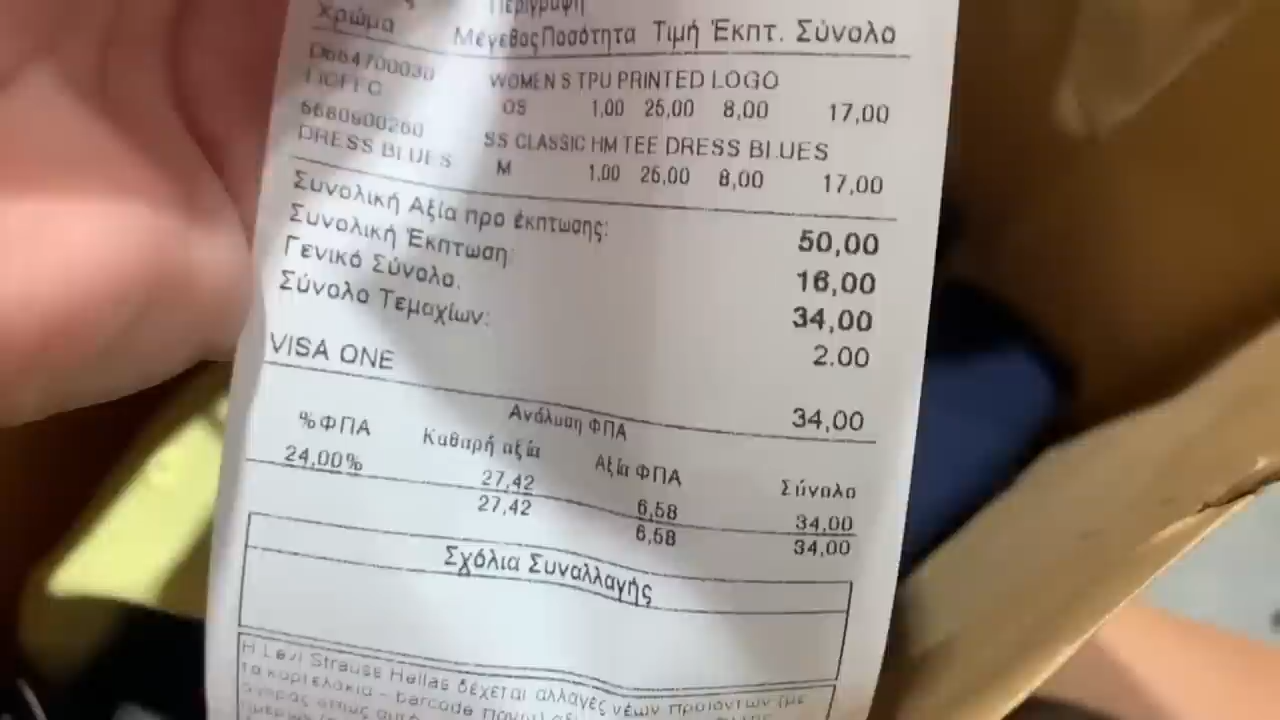 Περιγραφή
Χρώμα Μέγεθος Ποσότητα Τιμή Έκπτ. Σύνολο
WOMEN S TPU PRINTED LOGO
OS 1,00 25,00 8,00 17,00
6680900260 SS CLASSIC HM TEE DRESS BLUES
DRESS BLUES M 1,00 25,00 8,00 17,00
Συνολική Αξία προ έκπτωσης: 50,00
Συνολική Έκπτωση: 16,00
Γενικό Σύνολο. 34,00
Σύνολο Τεμαχίων: 2.00
VISA ONE 34,00
Ανάλυση ΦΠΑ
%ΦΠΑ Καθαρή αξία Αξία ΦΠΑ Σύνολο
24,00% 27,42 6,58 34,00
27,42 6,58 34,00
Σχόλια Συναλλαγής
Η Levi Strauss Hellas δέχεται αλλαγές νέων προϊόντων (με
τα καρτελάκια - barcode